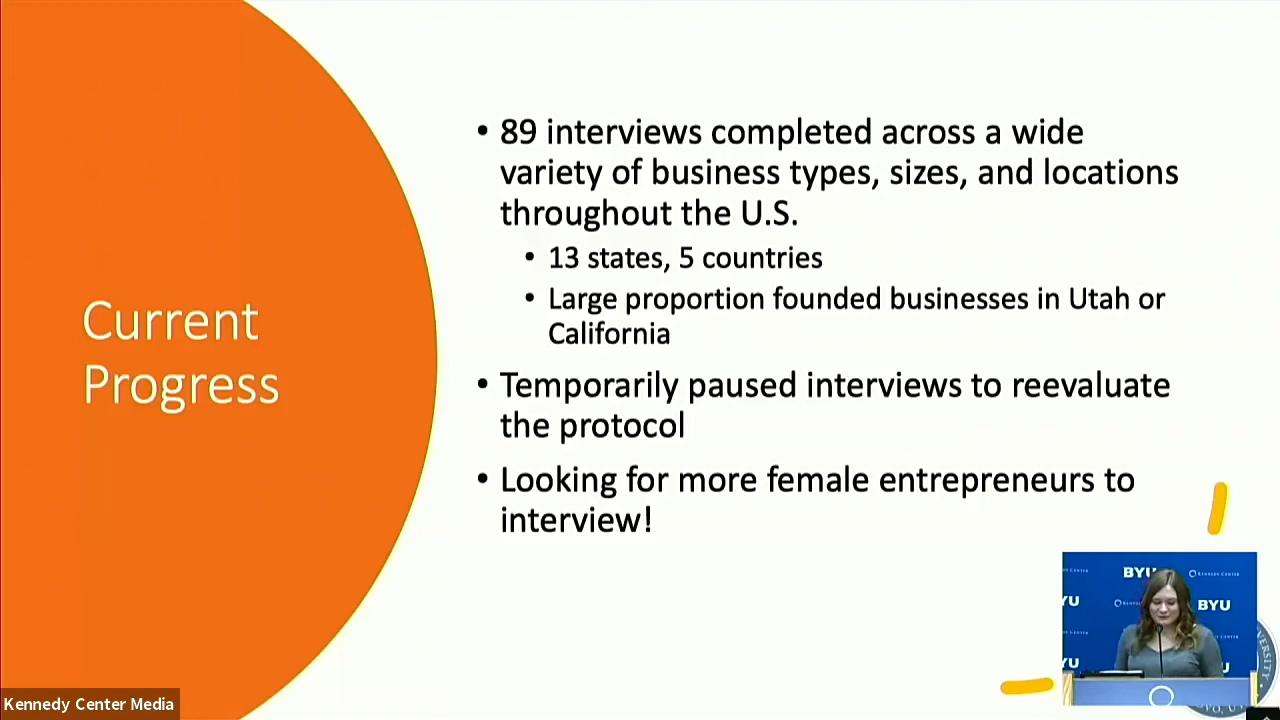 • 89 interviews completed across a wide
variety of business types, sizes, and locations
throughout the U.S.
• 13 states, 5 countries
• Large proportion founded businesses in Utah or
California
Current
Progress
• Temporarily paused interviews to reevaluate
the protocol
• Looking for more female entrepreneurs to
interview!
BYU
KENNEDY CENTER
BYU
Kennedy Center Media